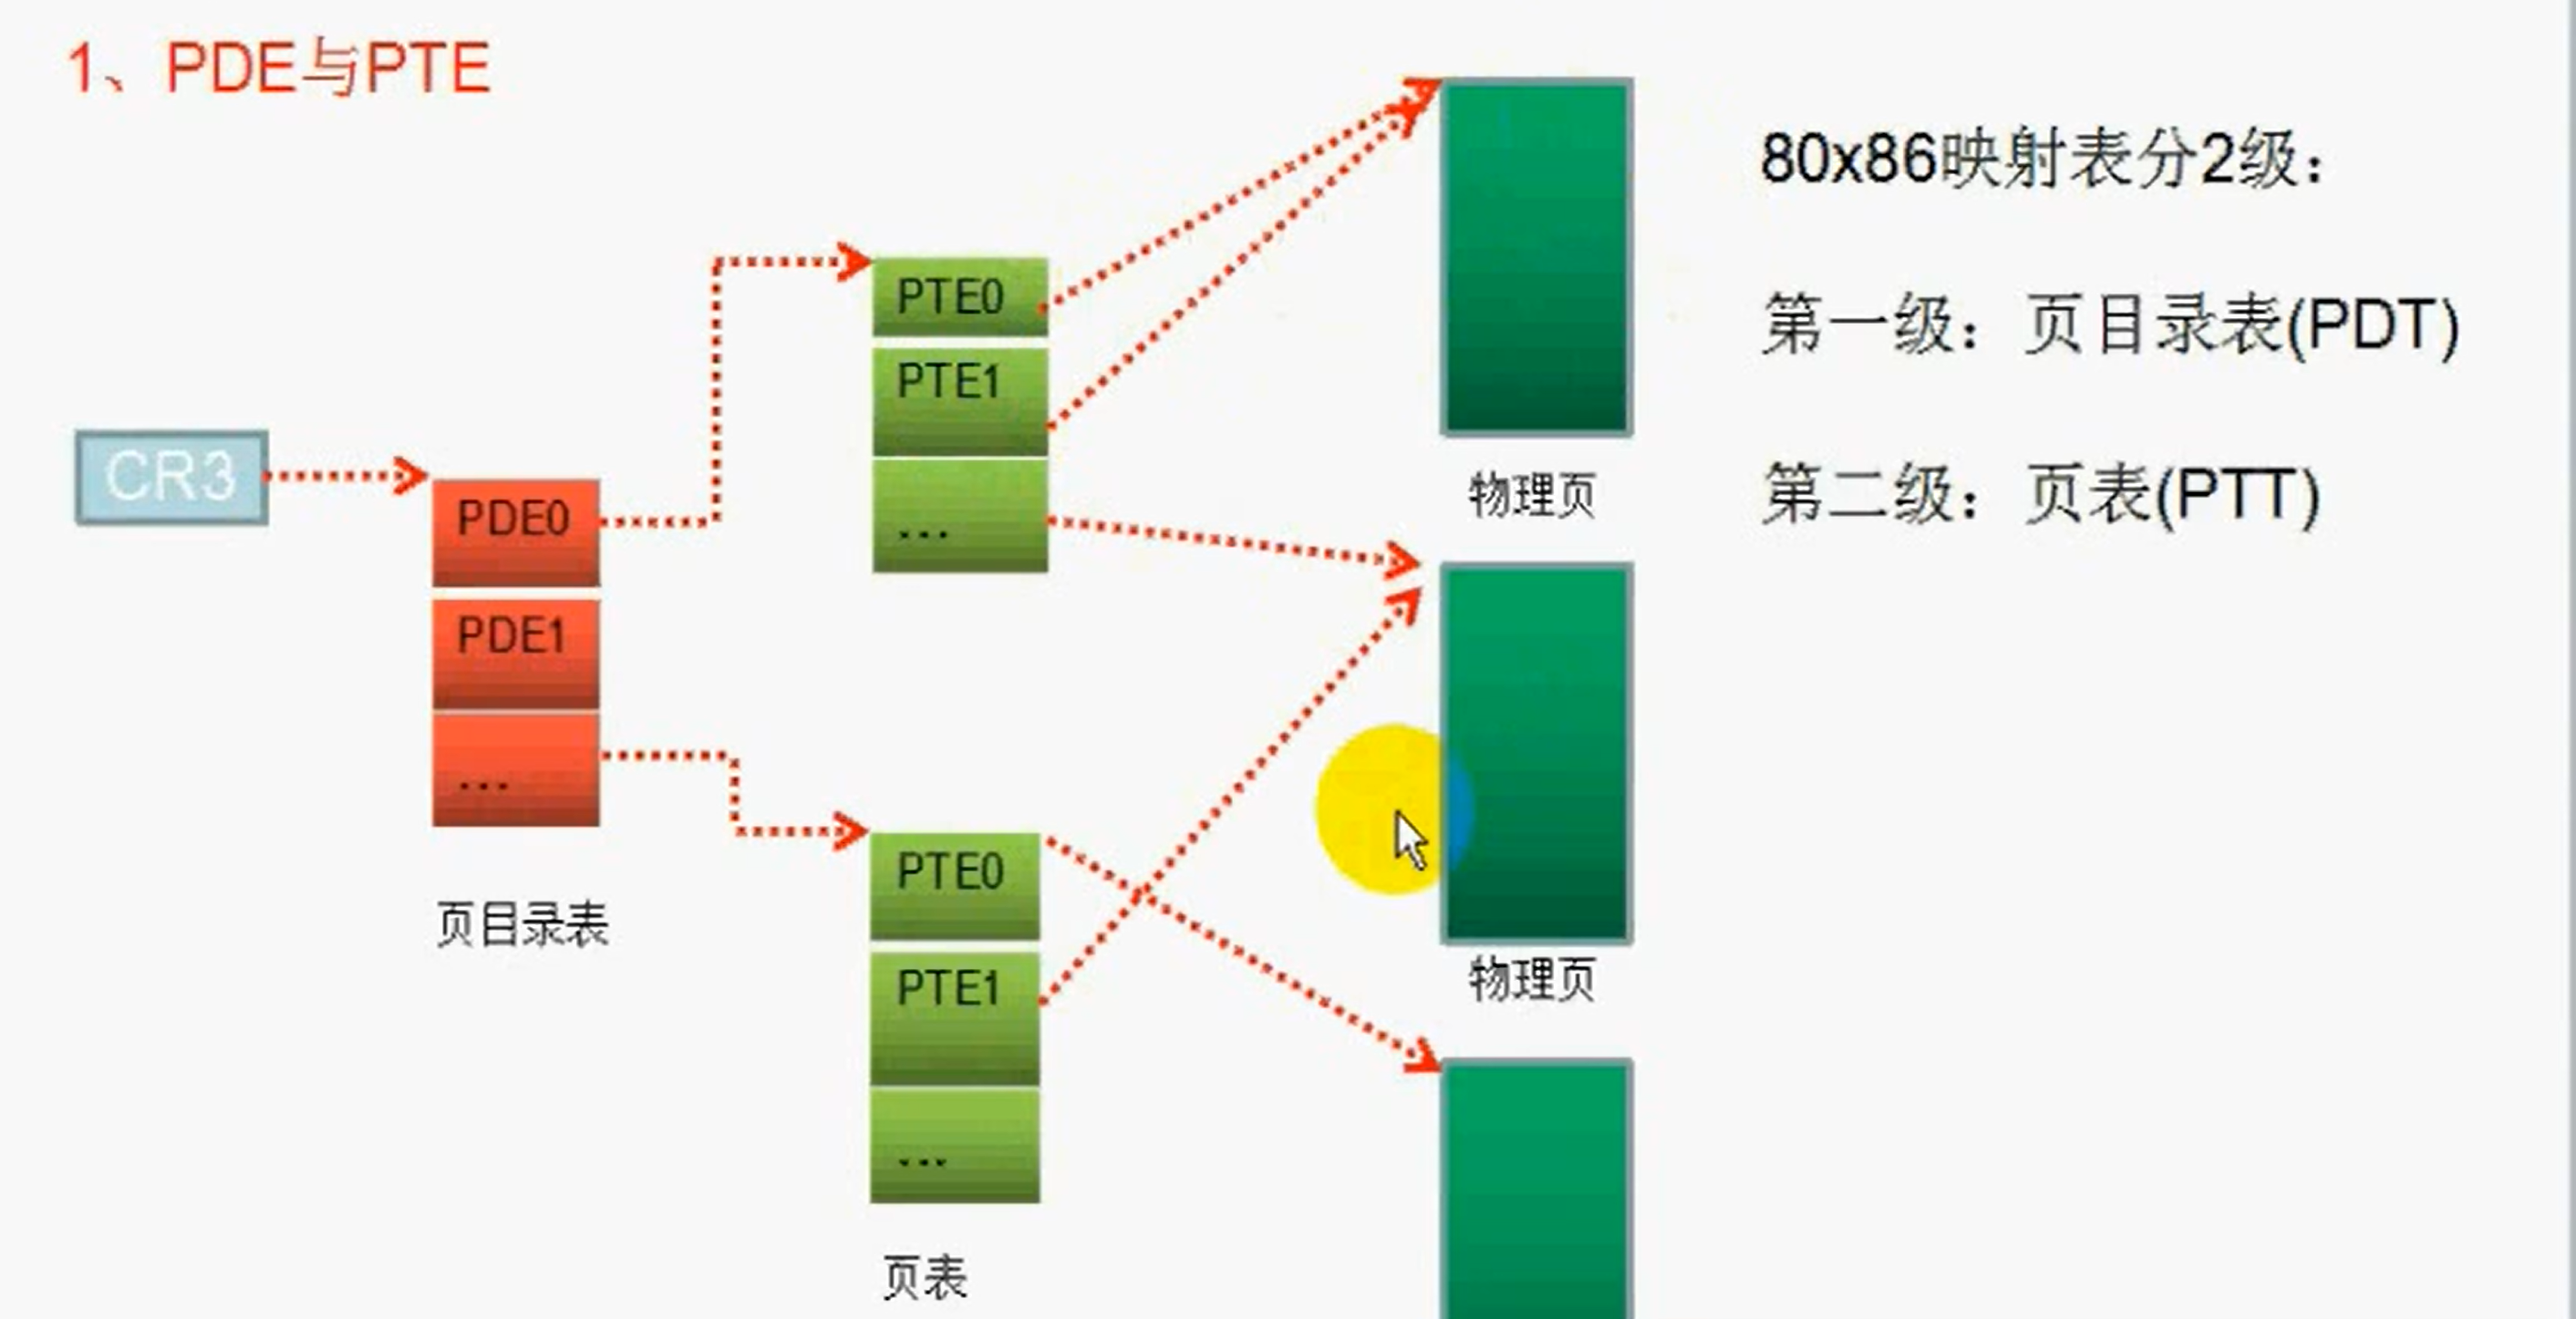 1、PDE与PTE
80x86映射表分2级：
第一级：页目录表(PDT)
第二级：页表(PTT)
CR3
PDE0
PDE1
...
页目录表
PTE0
PTE1
...
PTE0
PTE1
...
页表
物理页
物理页